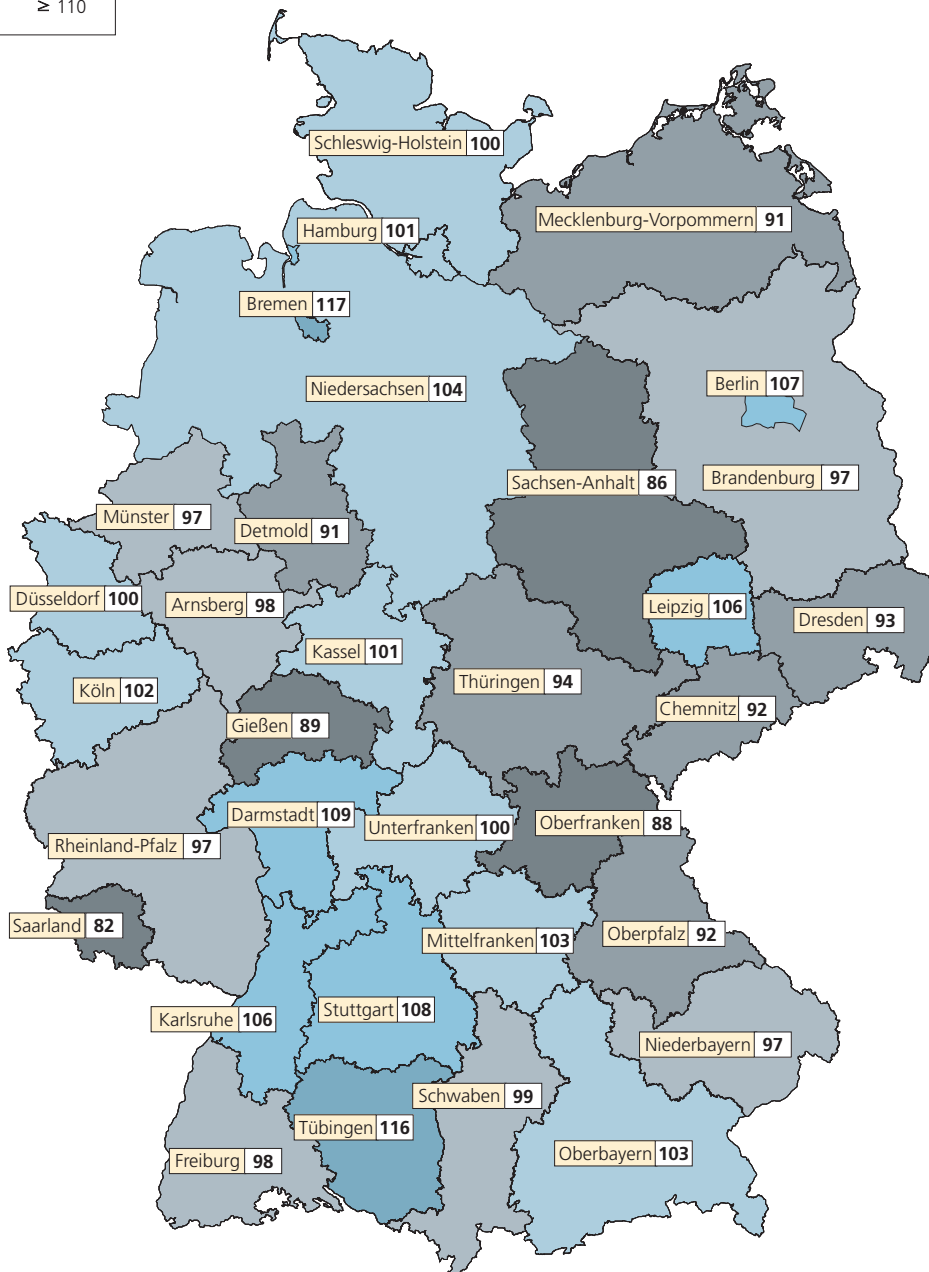 ≥ 110
Schleswig-Holstein 100
Mecklenburg-Vorpommern 91
Hamburg 101
Bremen 117
Niedersachsen 104
Berlin 107
Sachsen-Anhalt 86
Brandenburg 97
Münster 97
Detmold 91
Düsseldorf 100
Arnsberg 98
Leipzig 106
Dresden 93
Kassel 101
Köln 102
Thüringen 94
Chemnitz 92
Gießen 89
Darmstadt 109
Unterfranken 100
Oberfranken 88
Rheinland-Pfalz 97
Saarland 82
Mittelfranken 103
Oberpfalz 92
Karlsruhe 106
Stuttgart 108
Niederbayern 97
Schwaben 99
Tübingen 116
Freiburg 98
Oberbayern 103